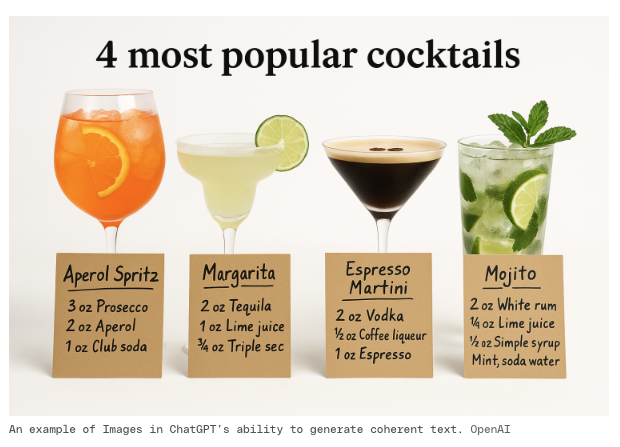 4 most popular cocktails
Aperol Spritz
3 oz Prosecco
2 oz Aperol
1 oz Club soda
Margarita
2 oz Tequila
1 oz Lime juice
¾ oz Triple sec
Espresso
Martini
2 oz Vodka
½ oz Coffee liqueur
1 oz Espresso
Mojito
2 oz White rum
¼ oz Lime juice
½ oz Simple syrup
Mint, soda water
An example of Images in ChatGPT's ability to generate coherent text. OpenAI